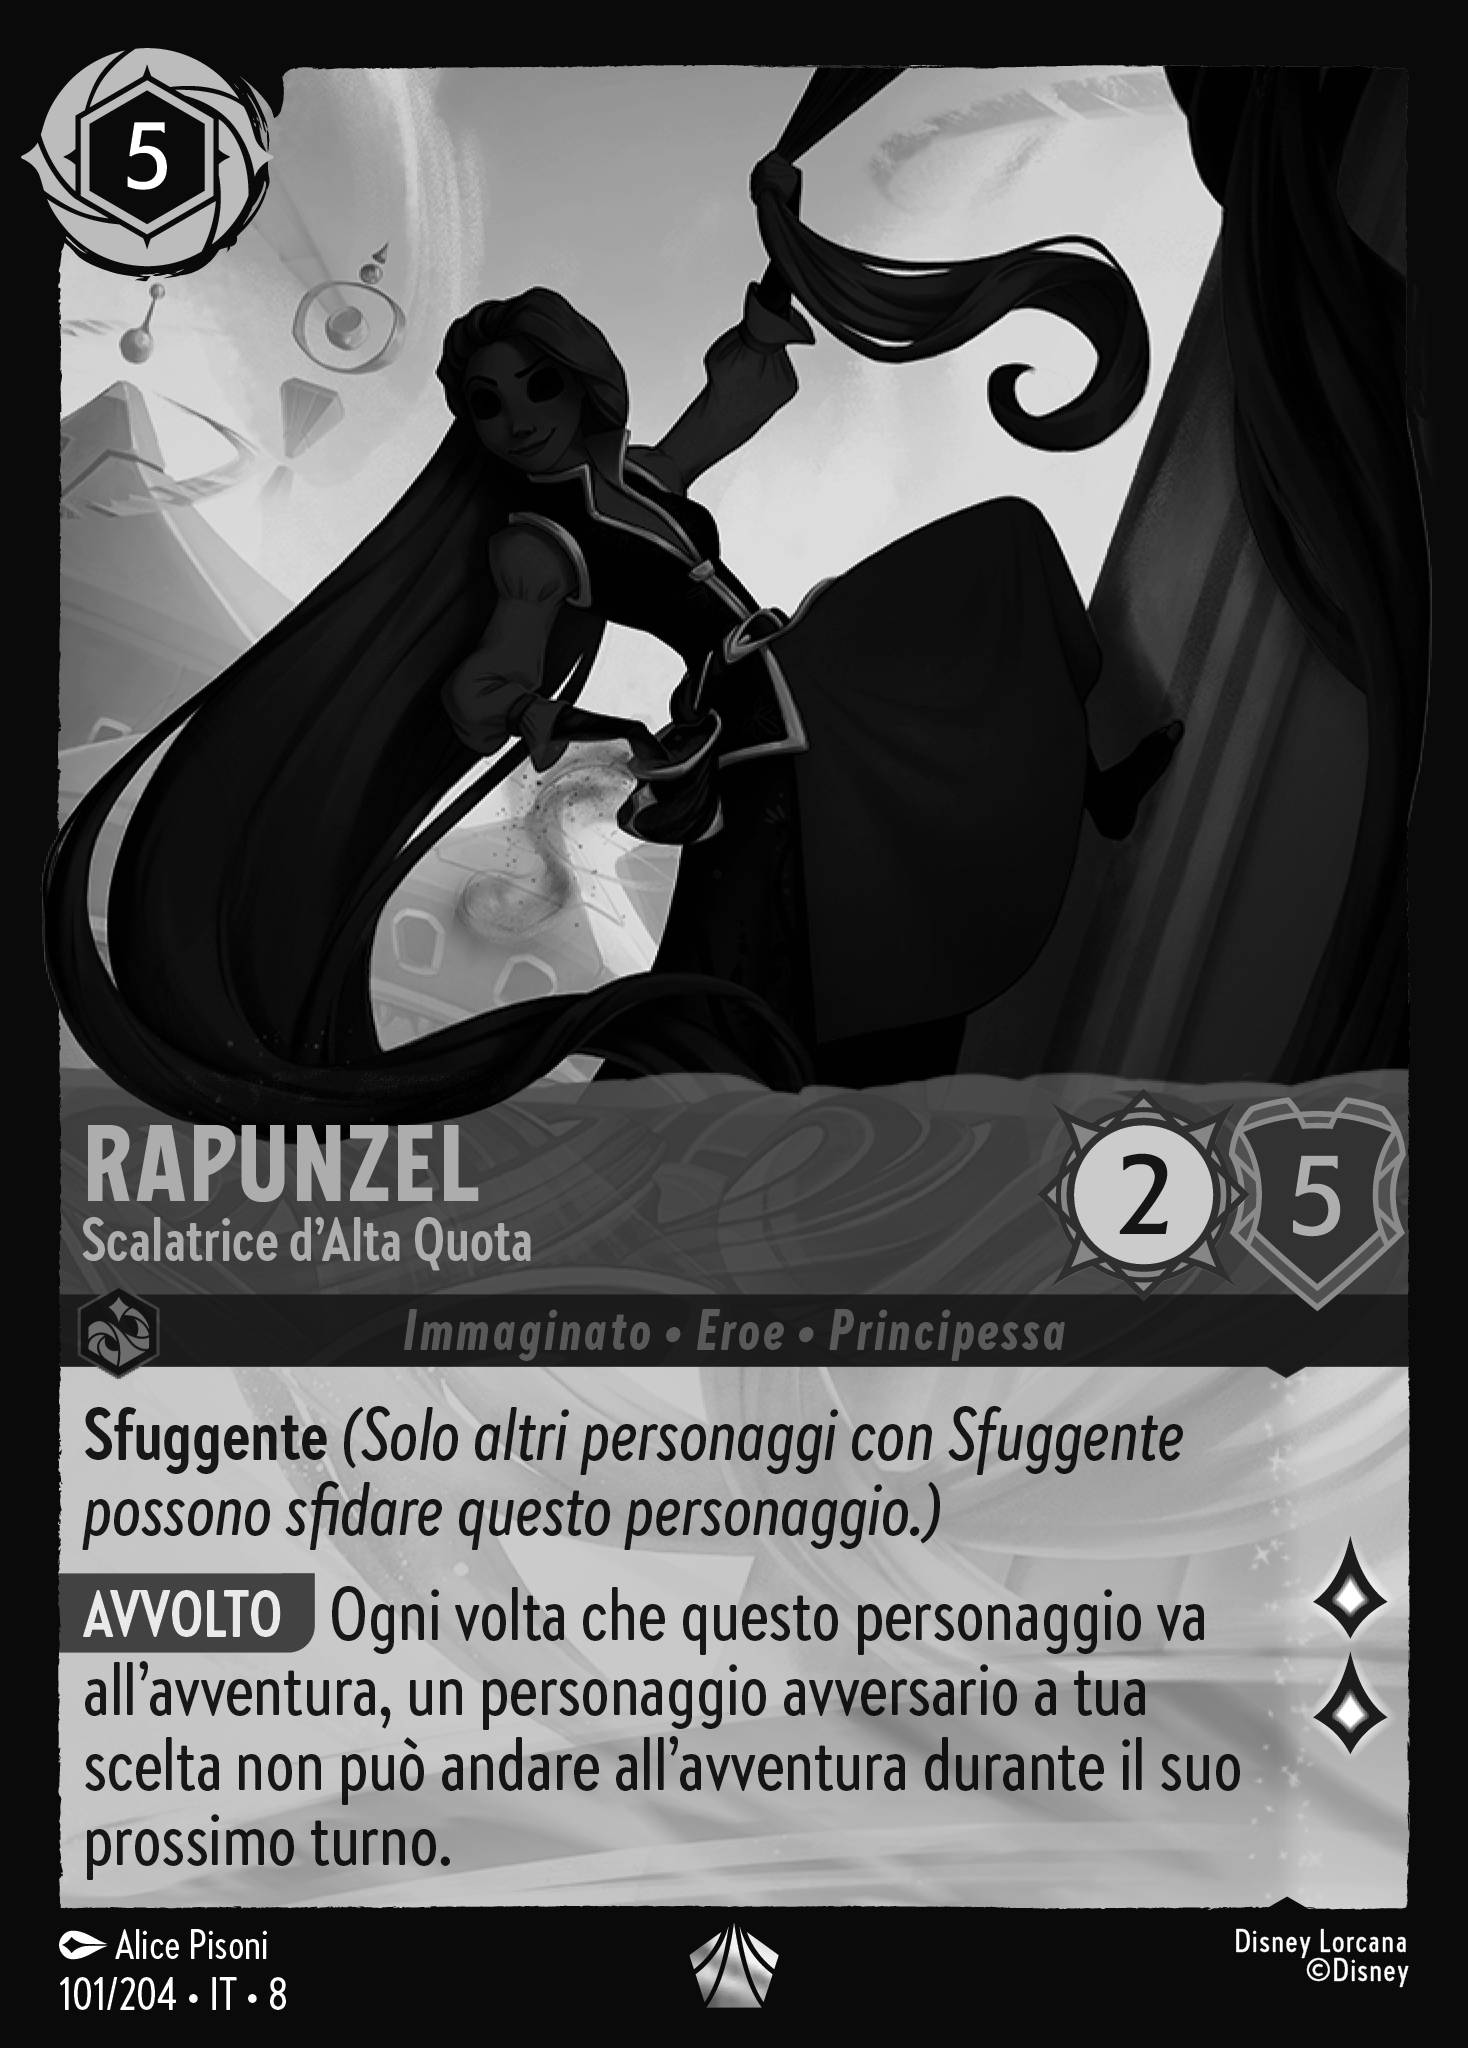 5
RAPUNZEL
Scalatrice d’Alta Quota
2
5
Immaginato • Eroe • Principessa
Sfuggente (Solo altri personaggi con Sfuggente
possono sfidare questo personaggio.)
AVVOLTO Ogni volta che questo personaggio va
all’avventura, un personaggio avversario a tua
scelta non può andare all’avventura durante il suo
prossimo turno.
Alice Pisoni
101/204 • IT • 8
Disney Lorcana
©Disney